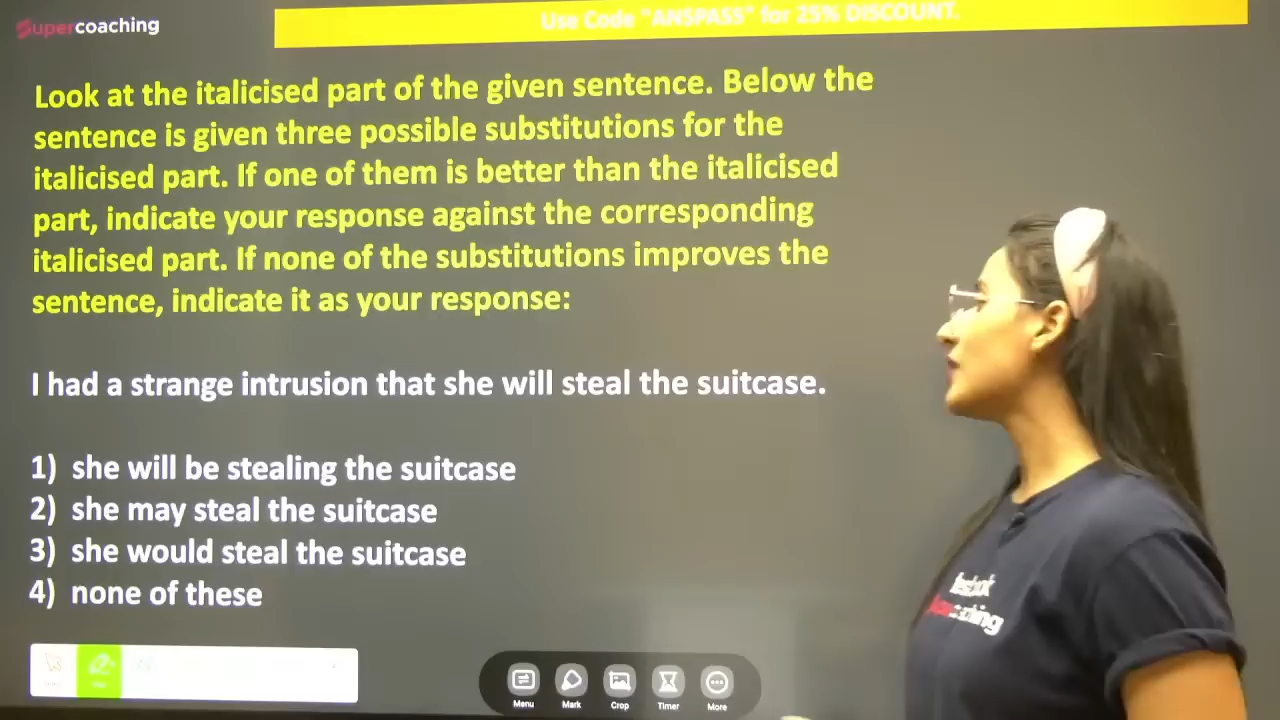 Supercoaching
Use Code "ANSPASS" for 25% DISCOUNT.
Look at the italicised part of the given sentence. Below the
sentence is given three possible substitutions for the
italicised part. If one of them is better than the italicised
part, indicate your response against the corresponding
italicised part. If none of the substitutions improves the
sentence, indicate it as your response:
I had a strange intrusion that she will steal the suitcase.
1) she will be stealing the suitcase
2) she may steal the suitcase
3) she would steal the suitcase
4) none of these
Menu Mark Crop Timer More